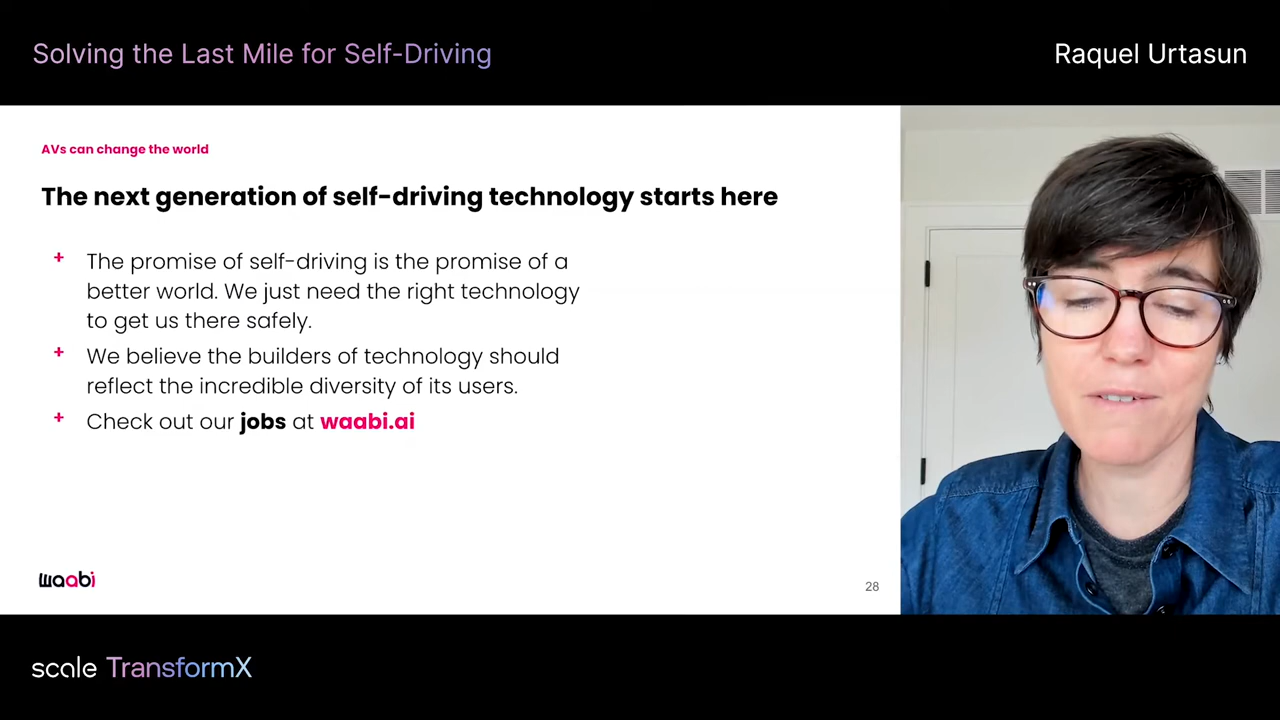 Solving the Last Mile for Self-Driving
Raquel Urtasun
AVs can change the world
The next generation of self-driving technology starts here
+ The promise of self-driving is the promise of a
better world. We just need the right technology
to get us there safely.
+ We believe the builders of technology should
reflect the incredible diversity of its users.
+ Check out our jobs at waabi.ai
waabi
28
scale TransformX